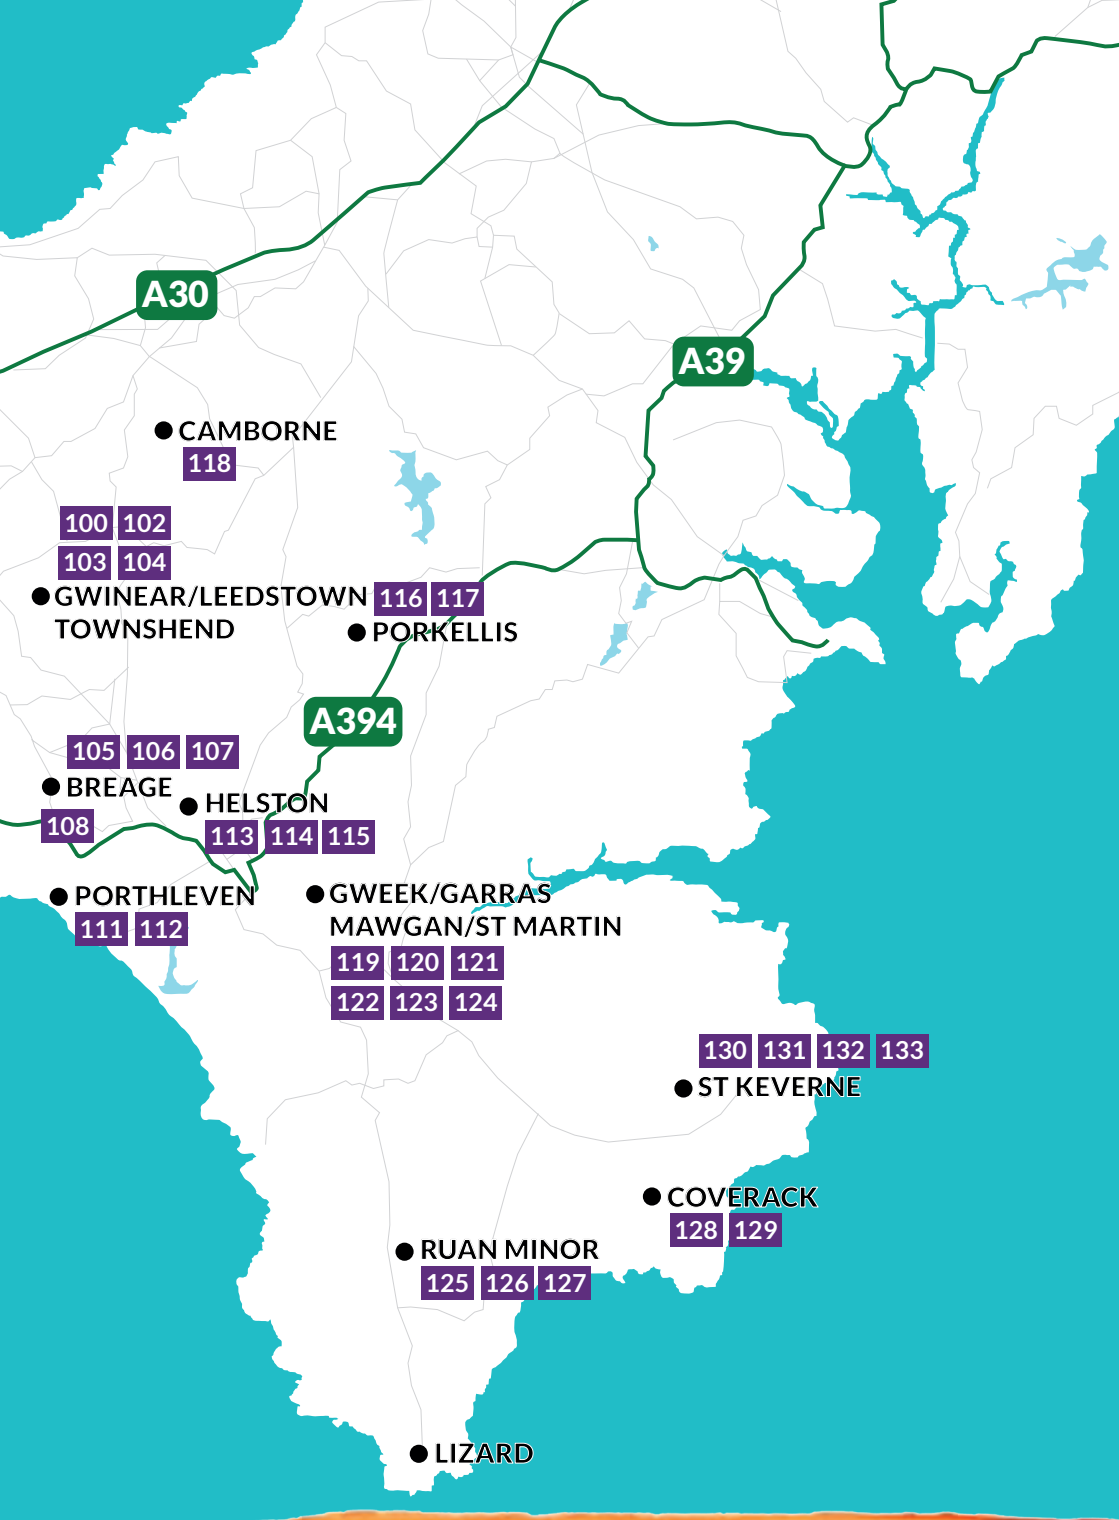 A30
A39
CAMBORNE
118
100 102
103 104
GWINEAR/LEEDSTOWN
TOWNSHEND
116 117
PORKELLIS
A394
105 106 107
BREAGE
108
HELSTON
113 114 115
PORTHLEVEN
111 112
GWEEK/GARRAS
MAWGAN/ST MARTIN
119 120 121
122 123 124
130 131 132 133
ST KEVERNE
COVERACK
128 129
RUAN MINOR
125 126 127
LIZARD